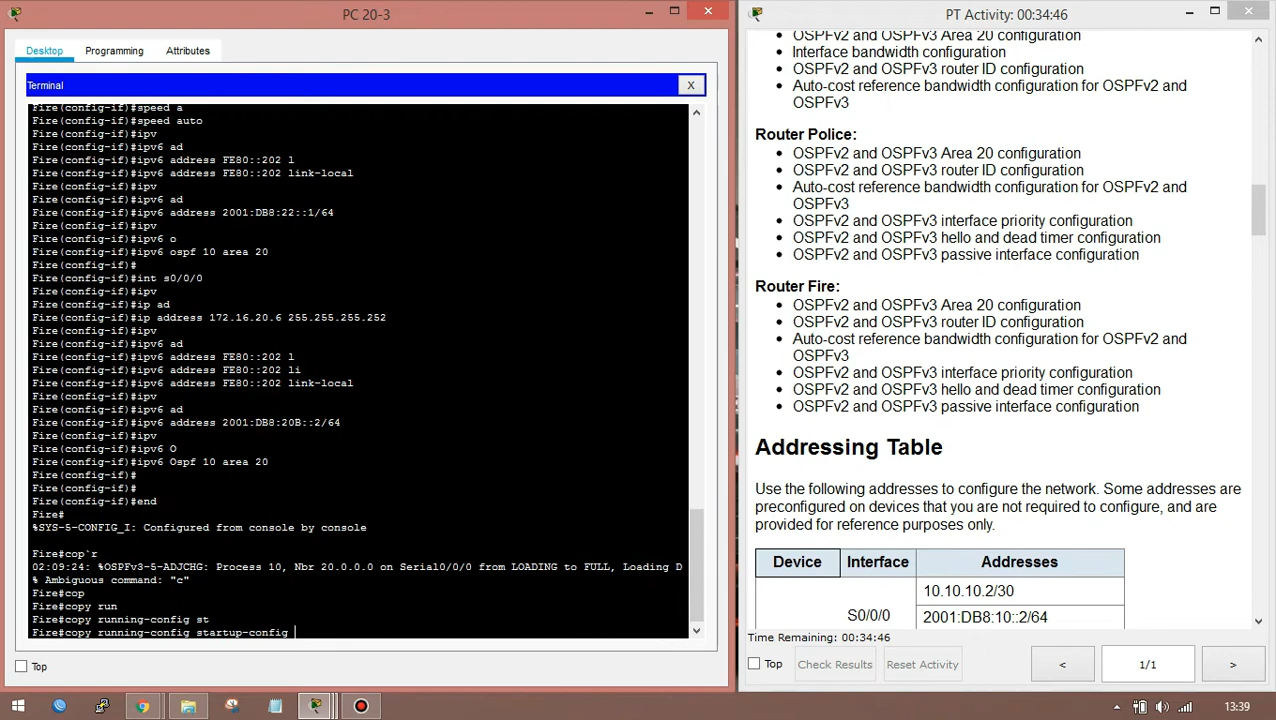 PC 20-3
Desktop
Programming
Attributes
Terminal
X
Fire(config-if)#speed a
Fire(config-if)#speed auto
Fire(config-if)#ipv
Fire(config-if)#ipv6 ad
Fire(config-if)#ipv6 address FE80::202 l
Fire(config-if)#ipv6 address FE80::202 link-local
Fire(config-if)#ipv
Fire(config-if)#ipv6 ad
Fire(config-if)#ipv6 address 2001:DB8:22::1/64
Fire(config-if)#ipv
Fire(config-if)#ipv6 o
Fire(config-if)#ipv6 ospf 10 area 20
Fire(config-if)#
Fire(config-if)#int s0/0/0
Fire(config-if)#ipv
Fire(config-if)#ip ad
Fire(config-if)#ip address 172.16.20.6 255.255.255.252
Fire(config-if)#ipv
Fire(config-if)#ipv6 ad
Fire(config-if)#ipv6 address FE80::202 l
Fire(config-if)#ipv6 address FE80::202 li
Fire(config-if)#ipv6 address FE80::202 link-local
Fire(config-if)#ipv
Fire(config-if)#ipv6 ad
Fire(config-if)#ipv6 address 2001:DB8:20B::2/64
Fire(config-if)#ipv
Fire(config-if)#ipv6 O
Fire(config-if)#ipv6 Ospf 10 area 20
Fire(config-if)#
Fire(config-if)#
Fire(config-if)#end
Fire#
%SYS-5-CONFIG_I: Configured from console by console
Fire#cop`r
02:09:24: %OSPFv3-5-ADJCHG: Process 10, Nbr 20.0.0.0 on Serial0/0/0 from LOADING to FULL, Loading D
% Ambiguous command: "c"
Fire#cop
Fire#copy run
Fire#copy running-config st
Fire#copy running-config startup-config
Top
PT Activity: 00:34:46
OSPFv2 and OSPFv3 Area 20 configuration
Interface bandwidth configuration
OSPFv2 and OSPFv3 router ID configuration
Auto-cost reference bandwidth configuration for OSPFv2 and
OSPFv3
Router Police:
OSPFv2 and OSPFv3 Area 20 configuration
OSPFv2 and OSPFv3 router ID configuration
Auto-cost reference bandwidth configuration for OSPFv2 and
OSPFv3
OSPFv2 and OSPFv3 interface priority configuration
OSPFv2 and OSPFv3 hello and dead timer configuration
OSPFv2 and OSPFv3 passive interface configuration
Router Fire:
OSPFv2 and OSPFv3 Area 20 configuration
OSPFv2 and OSPFv3 router ID configuration
Auto-cost reference bandwidth configuration for OSPFv2 and
OSPFv3
OSPFv2 and OSPFv3 interface priority configuration
OSPFv2 and OSPFv3 hello and dead timer configuration
OSPFv2 and OSPFv3 passive interface configuration
Addressing Table
Use the following addresses to configure the network. Some addresses are
preconfigured on devices that you are not required to configure, and are
provided for reference purposes only.
Device Interface Addresses
10.10.10.2/30
S0/0/0
2001:DB8:10::2/64
Time Remaining: 00:34:46
Top
Check Results
Reset Activity
<
1/1
>
13:39